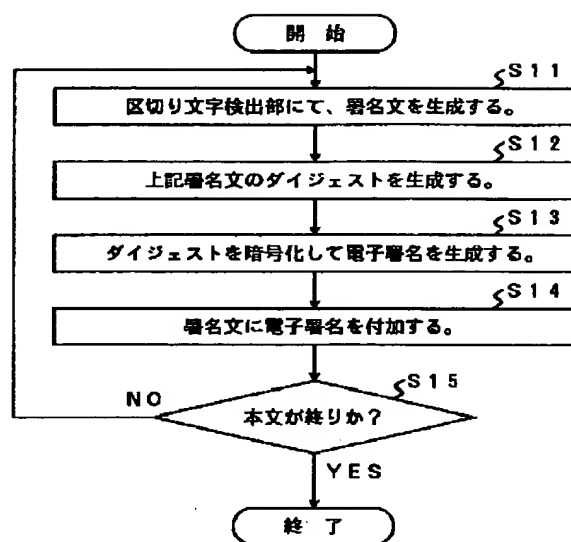 開 始
S11
区切り文字検出部にて、署名文を生成する。
S12
上記署名文のダイジェストを生成する。
S13
ダイジェストを暗号化して電子署名を生成する。
S14
署名文に電子署名を付加する。
S15
本文が終りか?
NO
YES
終 了